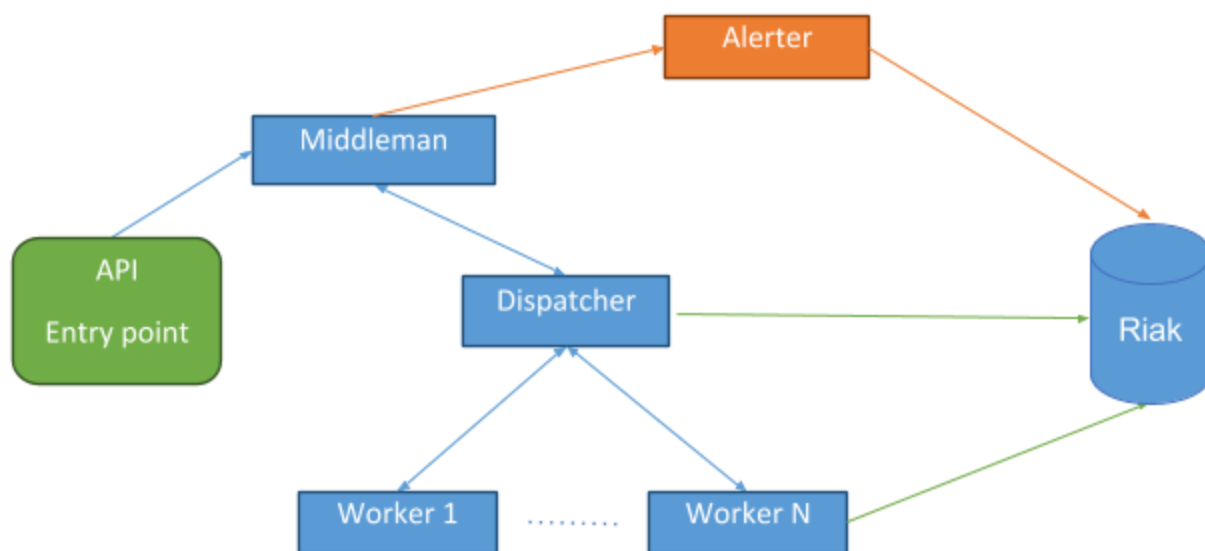 Alerter
Middleman
API
Entry point
Dispatcher
Riak
Worker 1
Worker N